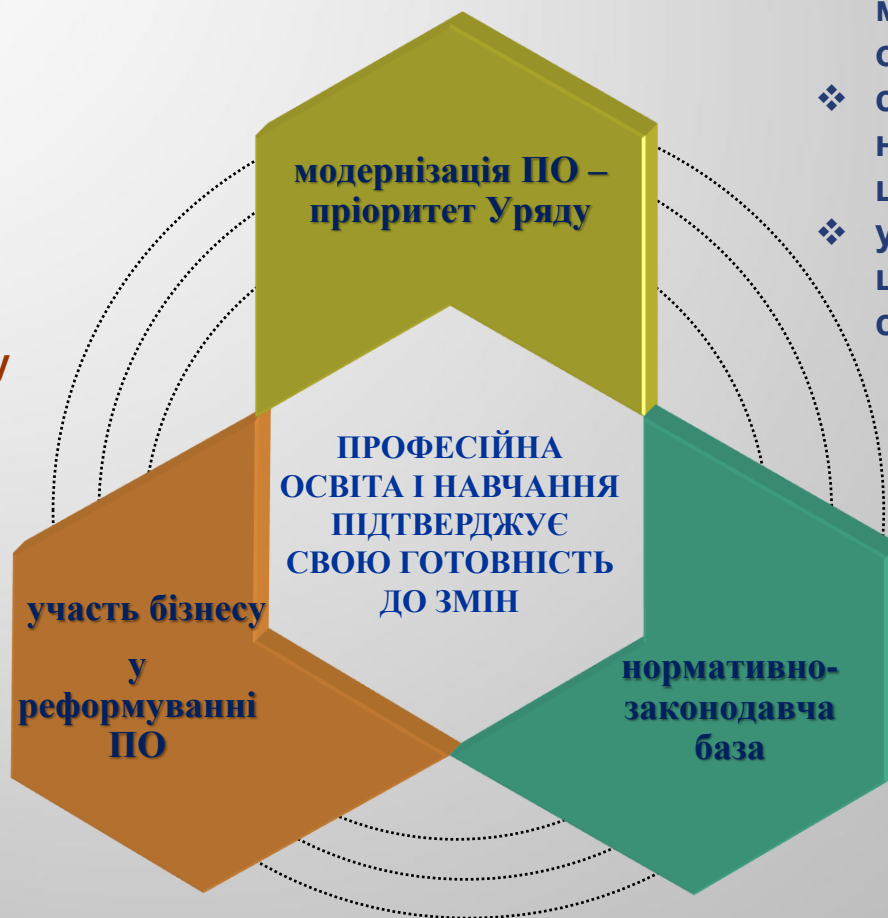 модернізація ПО –
пріоритет Уряду
ПРОФЕСІЙНА
ОСВІТА І НАВЧАННЯ
ПІДТВЕРДЖУЄ
СВОЮ ГОТОВНІСТЬ
ДО ЗМІН
участь бізнесу
у
реформуванні
ПО
нормативно-
законодавча
база